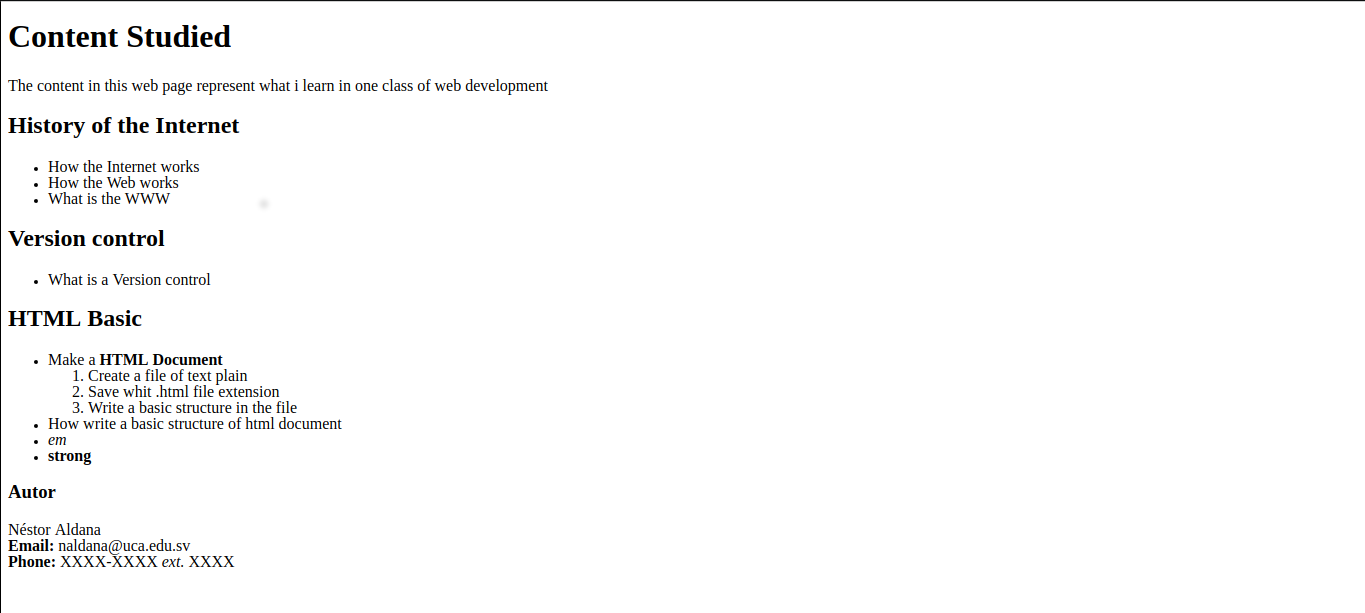 Content Studied
The content in this web page represent what i learn in one class of web development
History of the Internet
• How the Internet works
• How the Web works
• What is the WWW
Version control
• What is a Version control
HTML Basic
• Make a HTML Document
1. Create a file of text plain
2. Save whit .html file extension
3. Write a basic structure in the file
• How write a basic structure of html document
• em
• strong
Autor
Néstor Aldana
Email: naldana@uca.edu.sv
Phone: XXXX-XXXX ext. XXXX